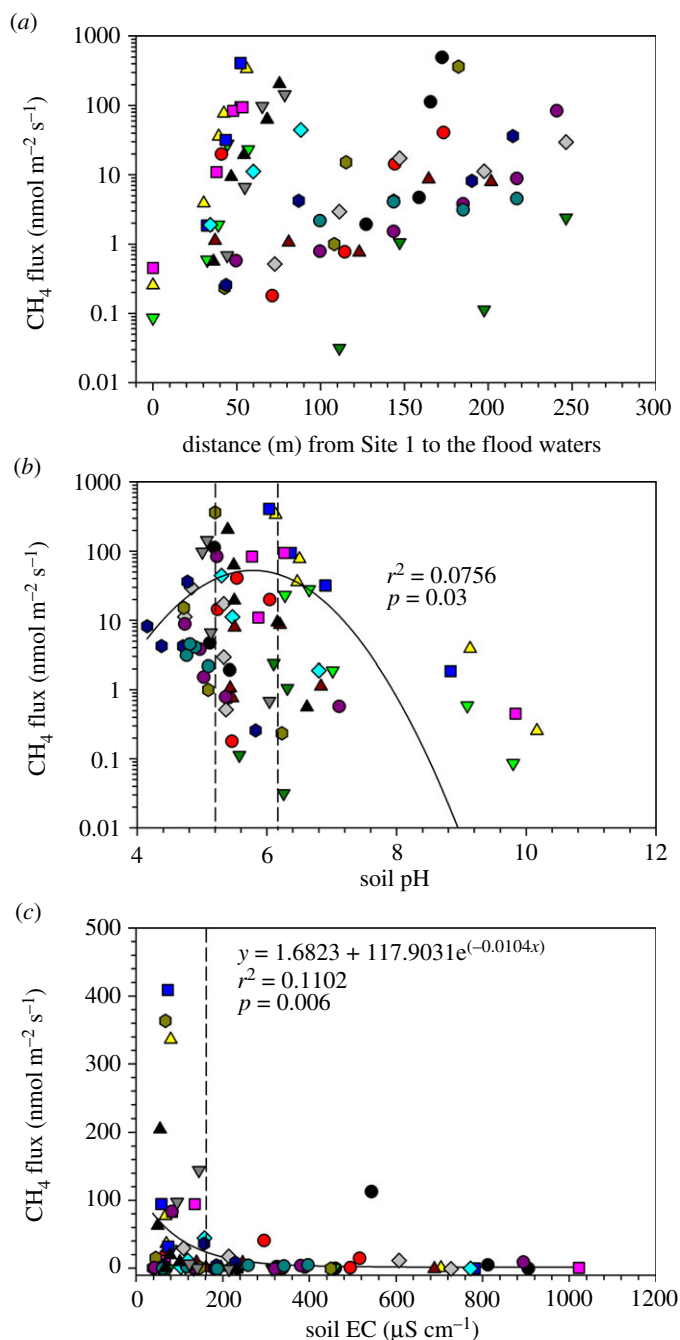 (a)
1000
100
10
1
0.1
0.01
CH₄ flux (nmol m⁻² s⁻¹)
0 50 100 150 200 250 300
distance (m) from Site 1 to the flood waters
(b)
1000
100
10
1
0.1
0.01
CH₄ flux (nmol m⁻² s⁻¹)
r² = 0.0756
p = 0.03
4 6 8 10 12
soil pH
(c)
500
400
300
200
100
0
CH₄ flux (nmol m⁻² s⁻¹)
y = 1.6823 + 117.9031e^(–0.0104x)
r² = 0.1102
p = 0.006
0 200 400 600 800 1000 1200
soil EC (µS cm⁻¹)